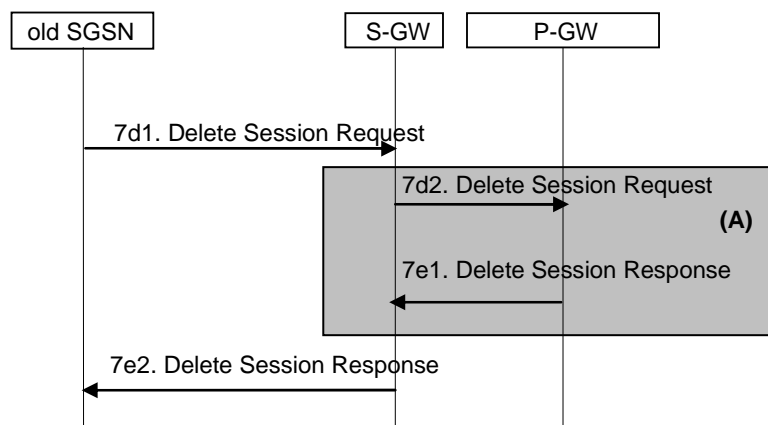 old SGSN
S-GW
P-GW
7d1. Delete Session Request
7d2. Delete Session Request
(A)
7e1. Delete Session Response
7e2. Delete Session Response